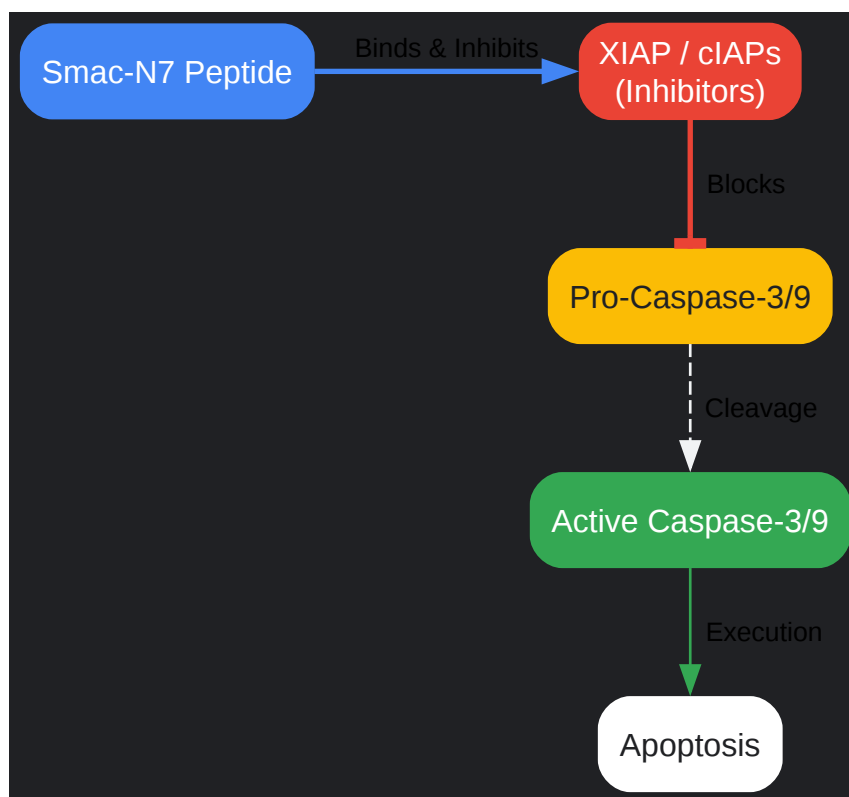 Smac-N7 Peptide
Binds & Inhibits
XIAP / cIAPs
(Inhibitors)
Blocks
Pro-Caspase-3/9
Cleavage
Active Caspase-3/9
Execution
Apoptosis